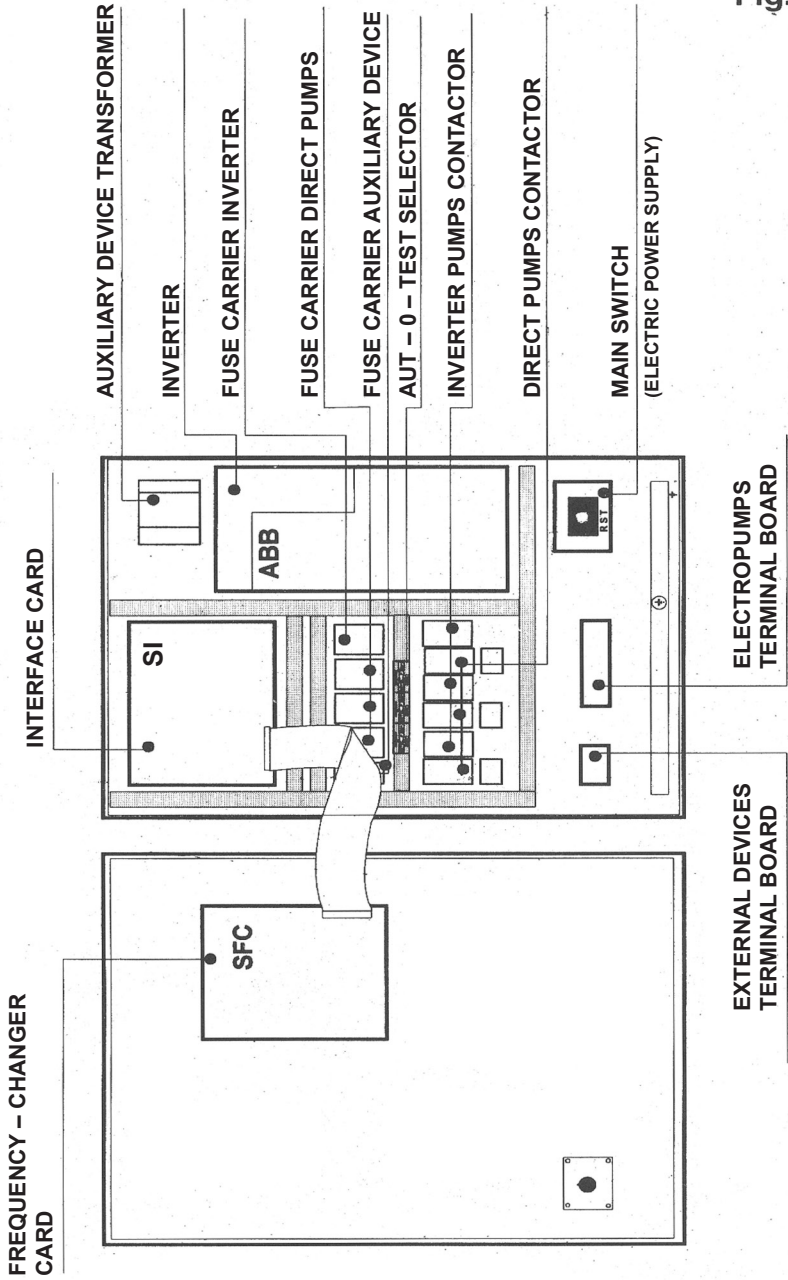 Fig.
FREQUENCY – CHANGER
CARD
INTERFACE CARD
AUXILIARY DEVICE TRANSFORMER
INVERTER
FUSE CARRIER INVERTER
FUSE CARRIER DIRECT PUMPS
FUSE CARRIER AUXILIARY DEVICE
AUT – 0 – TEST SELECTOR
INVERTER PUMPS CONTACTOR
DIRECT PUMPS CONTACTOR
MAIN SWITCH
(ELECTRIC POWER SUPPLY)
SFC
SI
ABB
RST
EXTERNAL DEVICES
TERMINAL BOARD
ELECTROPUMPS
TERMINAL BOARD